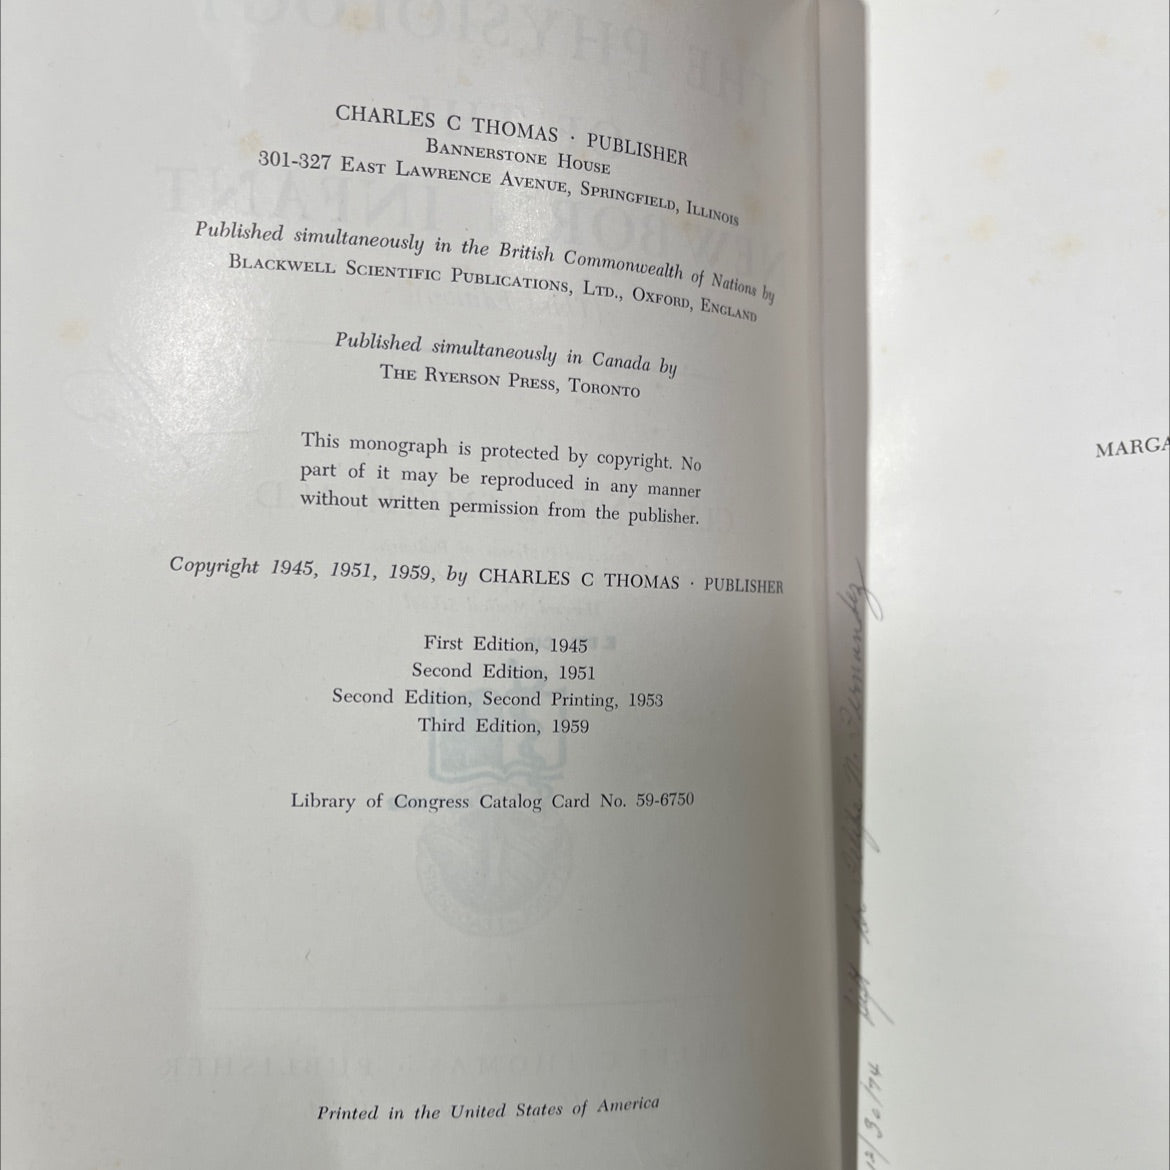 CHARLES C THOMAS · PUBLISHER
BANNERSTONE HOUSE
301-327 EAST LAWRENCE AVENUE, SPRINGFIELD, ILLINOIS
Published simultaneously in the British Commonwealth of Nations by
BLACKWELL SCIENTIFIC PUBLICATIONS, LTD., OXFORD, ENGLAND
Published simultaneously in Canada by
THE RYERSON PRESS, TORONTO
This monograph is protected by copyright. No
part of it may be reproduced in any manner
without written permission from the publisher.
Copyright 1945, 1951, 1959, by CHARLES C THOMAS · PUBLISHER
First Edition, 1945
Second Edition, 1951
Second Edition, Second Printing, 1953
Third Edition, 1959
Library of Congress Catalog Card No. 59-6750
Printed in the United States of America
MARGA
12/30/74